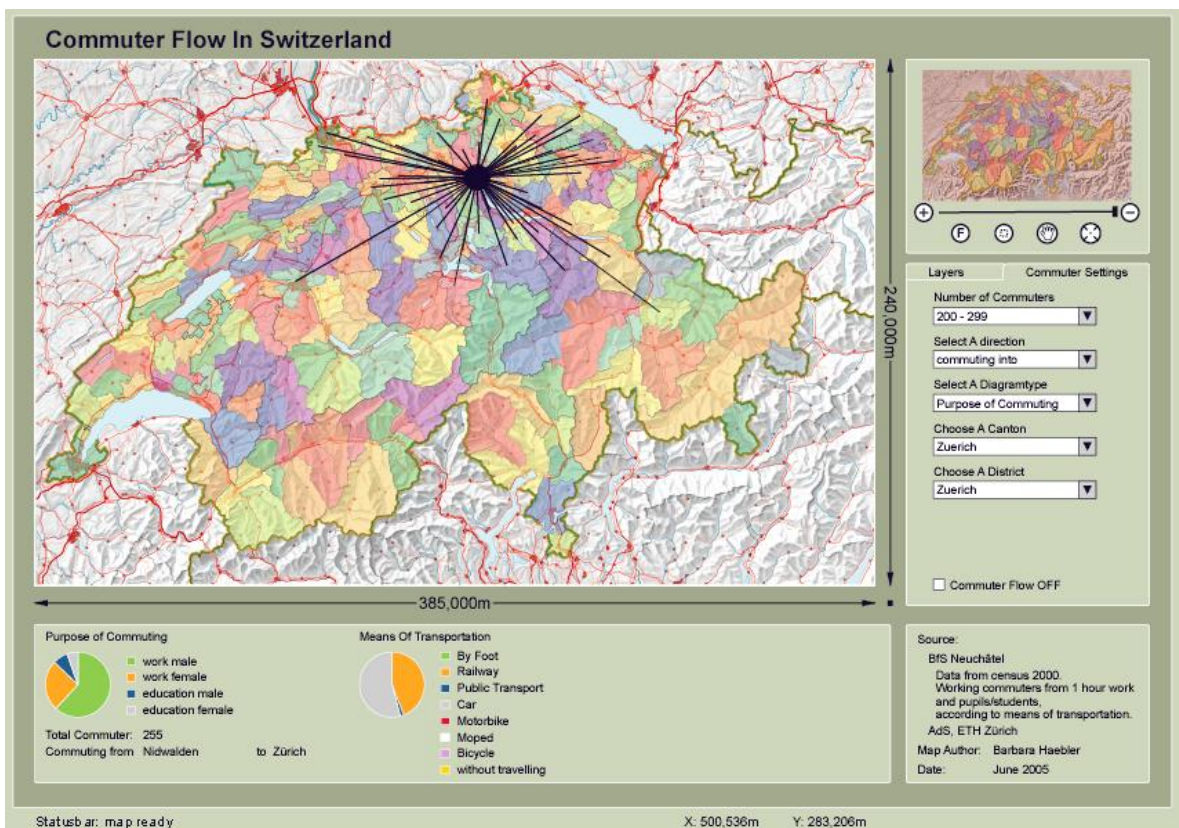 Commuter Flow In Switzerland
240,000m
385,000m
F
Layers
Commuter Settings
Number of Commuters
200 - 299
Select A direction
commuting into
Select A Diagramtype
Purpose of Commuting
Choose A Canton
Zuerich
Choose A District
Zuerich
Commuter Flow OFF
Purpose of Commuting
work male
work female
education male
education female
Total Commuter: 255
Commuting from Nidwalden to Zürich
Means Of Transportation
By Foot
Railway
Public Transport
Car
Motorbike
Moped
Bicycle
without travelling
Source:
BfS Neuchâtel
Data from census 2000.
Working commuters from 1 hour work
and pupils/students,
according to means of transportation.
AdS, ETH Zürich
Map Author: Barbara Haebler
Date: June 2005
Statusbar: map ready
X: 500,536m Y: 283,206m